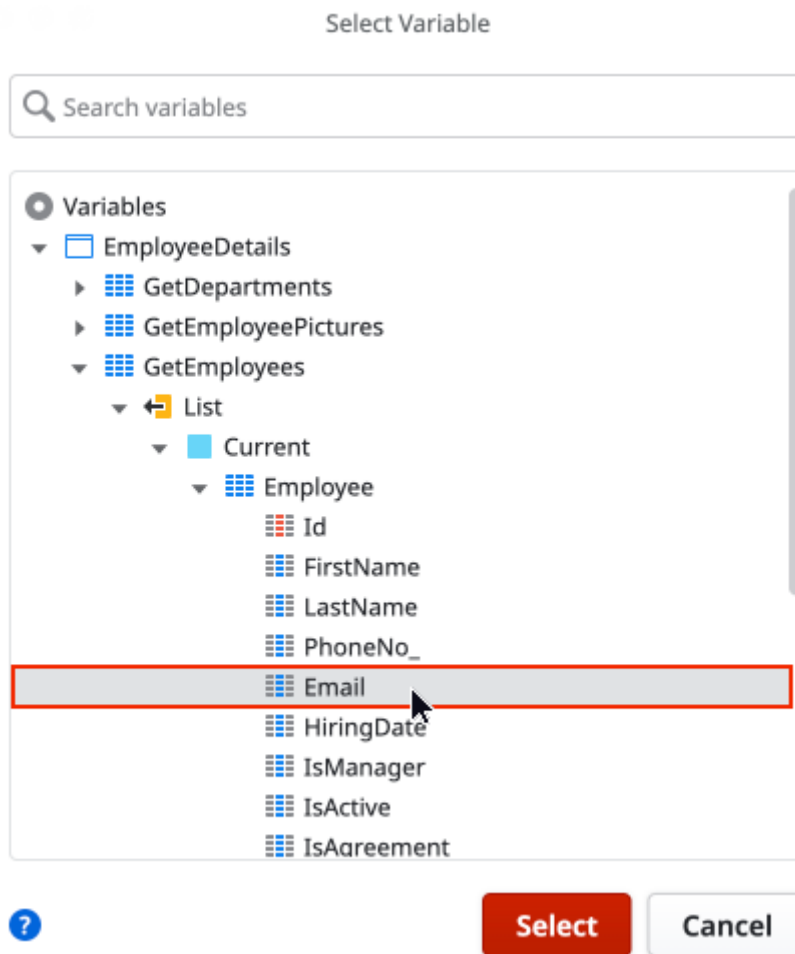 Select Variable
Search variables
Variables
EmployeeDetails
GetDepartments
GetEmployeePictures
GetEmployees
List
Current
Employee
Id
FirstName
LastName
PhoneNo_
Email
HiringDate
IsManager
IsActive
IsAgreement
?
Select
Cancel